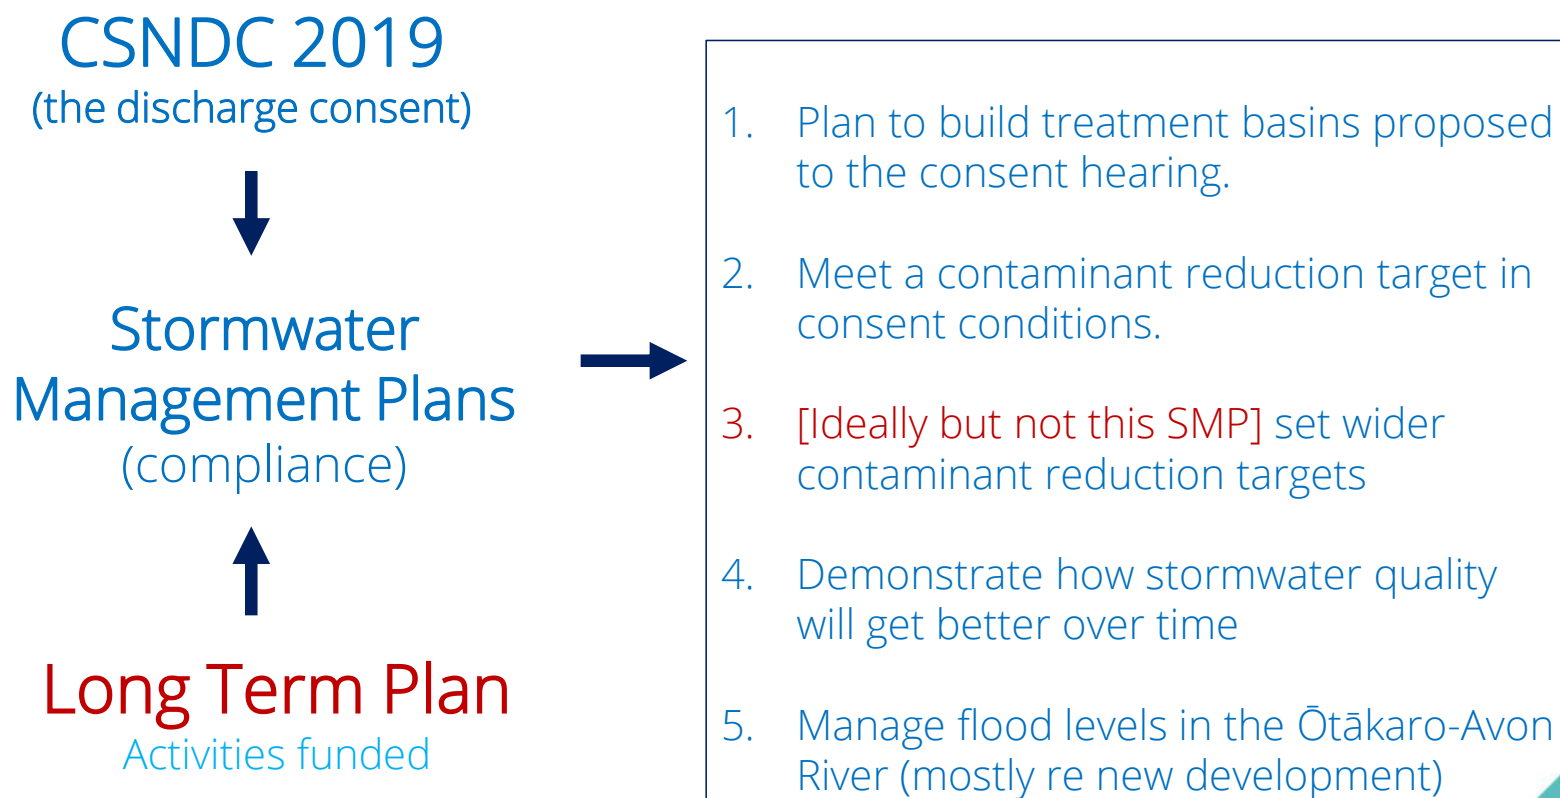 CSNDC 2019
(the discharge consent)
Stormwater
Management Plans
(compliance)
Long Term Plan
Activities funded
1. Plan to build treatment basins proposed
to the consent hearing.
2. Meet a contaminant reduction target in
consent conditions.
3. [Ideally but not this SMP] set wider
contaminant reduction targets
4. Demonstrate how stormwater quality
will get better over time
5. Manage flood levels in the Ōtākaro-Avon
River (mostly re new development)